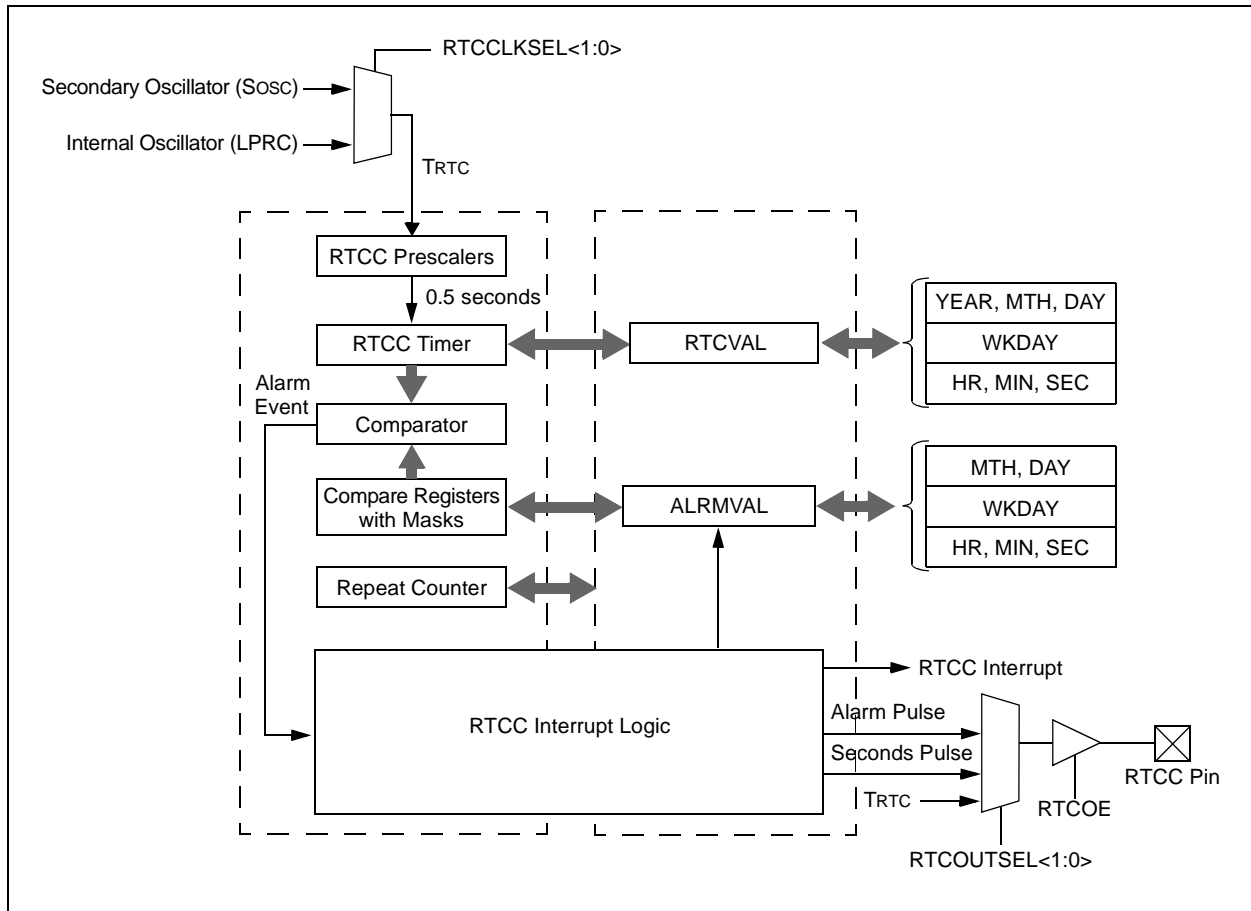 RTCCLKSEL<1:0>
Secondary Oscillator (SOSC)
Internal Oscillator (LPRC)
TRTC
RTCC Prescalers
0.5 seconds
YEAR, MTH, DAY
RTCC Timer
RTCVAL
WKDAY
HR, MIN, SEC
Alarm
Event
Comparator
MTH, DAY
Compare Registers
with Masks
ALRMVAL
WKDAY
HR, MIN, SEC
Repeat Counter
RTCC Interrupt
RTCC Interrupt Logic
Alarm Pulse
Seconds Pulse
TRTC
RTCC Pin
RTCOE
RTCOUTSEL<1:0>